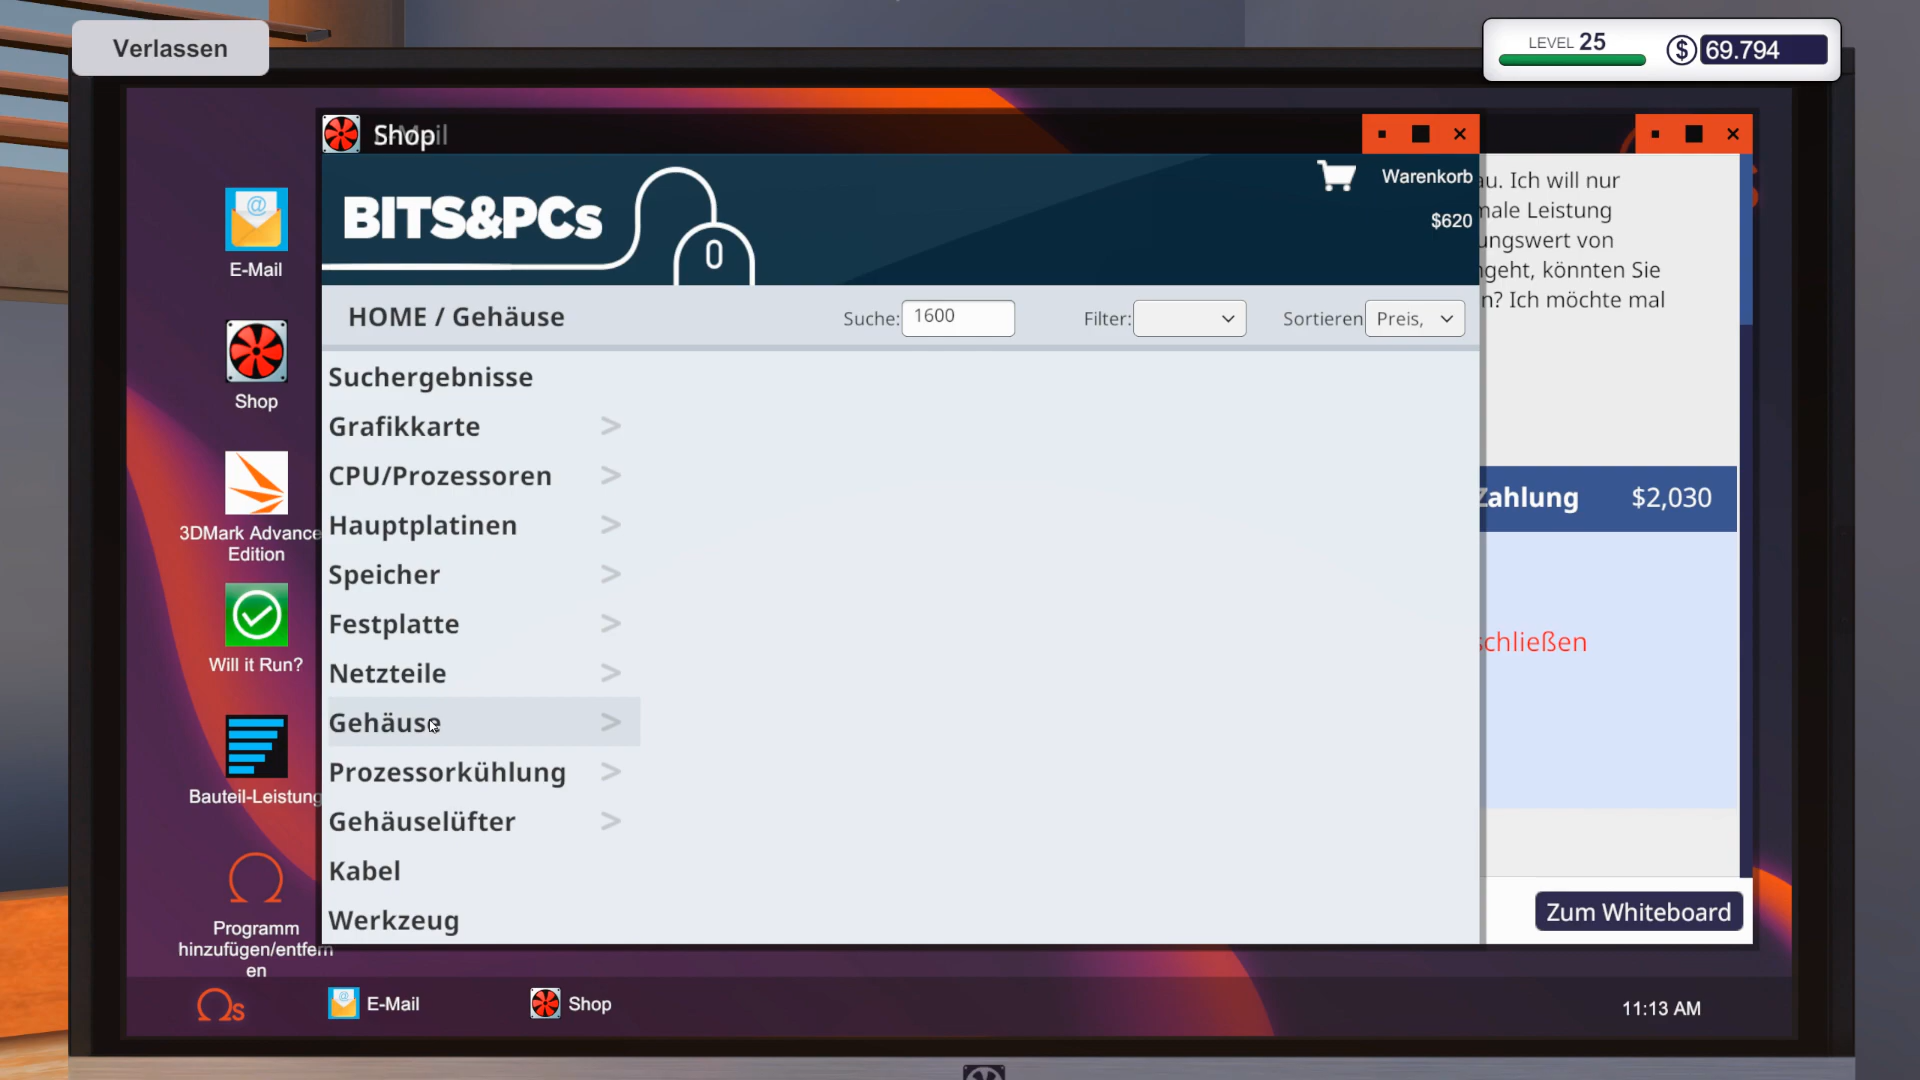 Verlassen
LEVEL 25
$ 69.794
E-Mail
Shop
3DMark Advance
Edition
Will it Run?
Bauteil-Leistung
Programm
hinzufügen/entfern
en
Shop
BITS&PCs
Warenkorb
$620
HOME / Gehäuse
Suche: 1600
Filter:
Sortieren Preis,
Suchergebnisse
Grafikkarte >
CPU/Prozessoren >
Hauptplatinen >
Speicher >
Festplatte >
Netzteile >
Gehäuse >
Prozessorkühlung >
Gehäuselüfter >
Kabel
Werkzeug
au. Ich will nur
male Leistung
ungswert von
geht, könnten Sie
n? Ich möchte mal
Zahlung $2,030
schließen
Zum Whiteboard
Ωs
E-Mail
Shop
11:13 AM